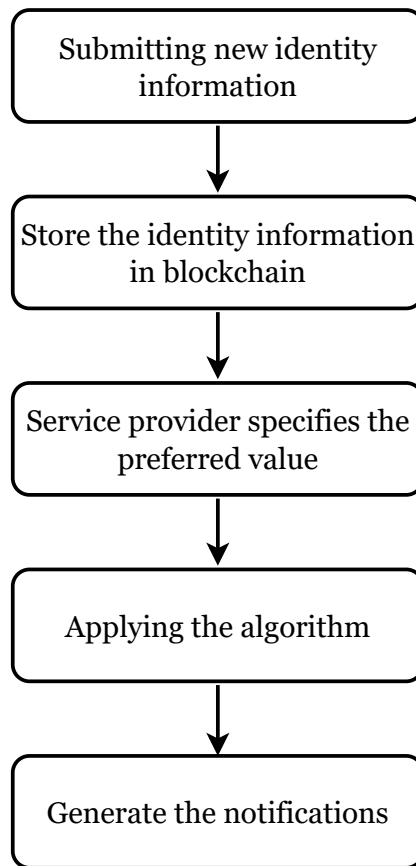 Submitting new identity
information
Store the identity information
in blockchain
Service provider specifies the
preferred value
Applying the algorithm
Generate the notifications